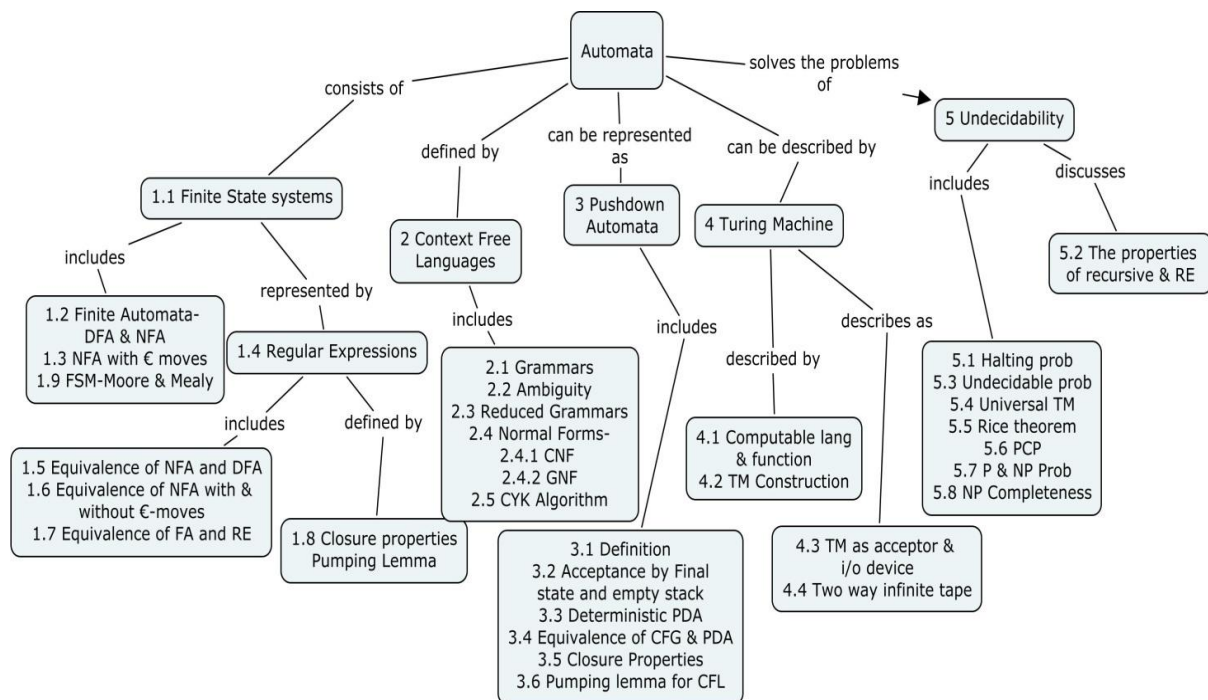 Automata
consists of
defined by
can be represented
as
can be described by
solves the problems
of
5 Undecidability
includes
discusses
1.1 Finite State systems
includes
represented by
2 Context Free
Languages
includes
3 Pushdown
Automata
includes
4 Turing Machine
described by
describes as
5.2 The properties
of recursive & RE
1.2 Finite Automata-
DFA & NFA
1.3 NFA with € moves
1.9 FSM-Moore & Mealy
1.4 Regular Expressions
includes
defined by
1.5 Equivalence of NFA and DFA
1.6 Equivalence of NFA with &
without €-moves
1.7 Equivalence of FA and RE
1.8 Closure properties
Pumping Lemma
2.1 Grammars
2.2 Ambiguity
2.3 Reduced Grammars
2.4 Normal Forms-
2.4.1 CNF
2.4.2 GNF
2.5 CYK Algorithm
3.1 Definition
3.2 Acceptance by Final
state and empty stack
3.3 Deterministic PDA
3.4 Equivalence of CFG & PDA
3.5 Closure Properties
3.6 Pumping lemma for CFL
4.1 Computable lang
& function
4.2 TM Construction
4.3 TM as acceptor &
i/o device
4.4 Two way infinite tape
5.1 Halting prob
5.3 Undecidable prob
5.4 Universal TM
5.5 Rice theorem
5.6 PCP
5.7 P & NP Prob
5.8 NP Completeness